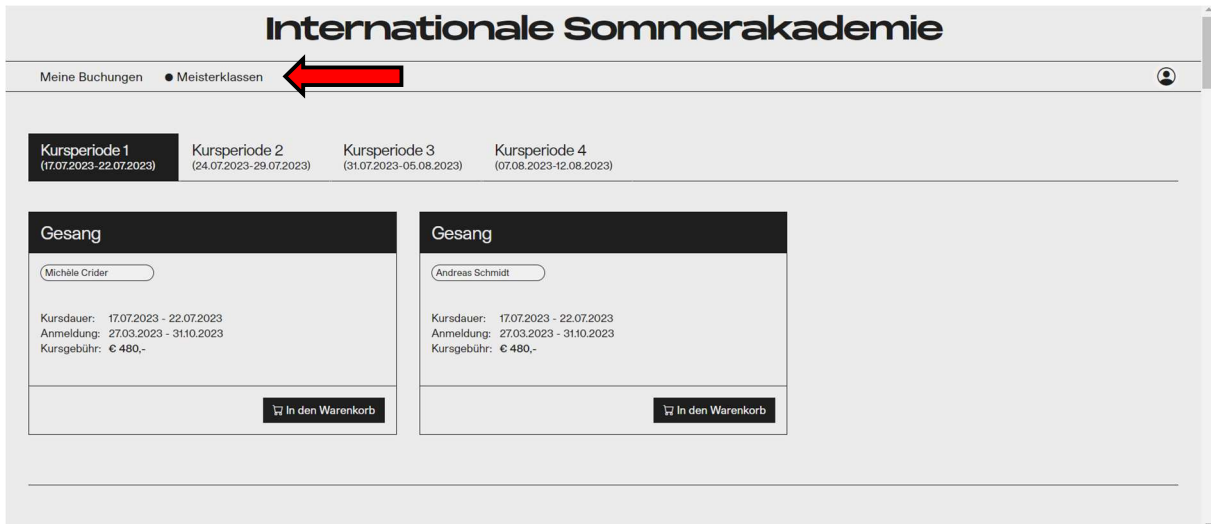 Internationale Sommerakademie
Meine Buchungen ● Meisterklassen
Kursperiode 1
(17.07.2023-22.07.2023)
Kursperiode 2
(24.07.2023-29.07.2023)
Kursperiode 3
(31.07.2023-05.08.2023)
Kursperiode 4
(07.08.2023-12.08.2023)
Gesang
Michèle Crider
Kursdauer: 17.07.2023 - 22.07.2023
Anmeldung: 27.03.2023 - 31.10.2023
Kursgebühr: € 480,-
In den Warenkorb
Gesang
Andreas Schmidt
Kursdauer: 17.07.2023 - 22.07.2023
Anmeldung: 27.03.2023 - 31.10.2023
Kursgebühr: € 480,-
In den Warenkorb